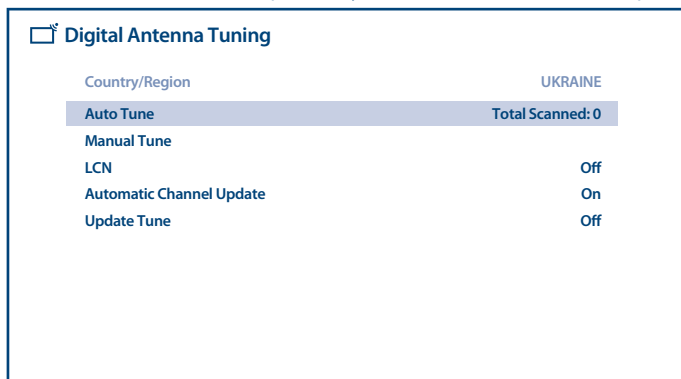 Digital Antenna Tuning
Country/Region UKRAINE
Auto Tune Total Scanned: 0
Manual Tune
LCN Off
Automatic Channel Update On
Update Tune Off